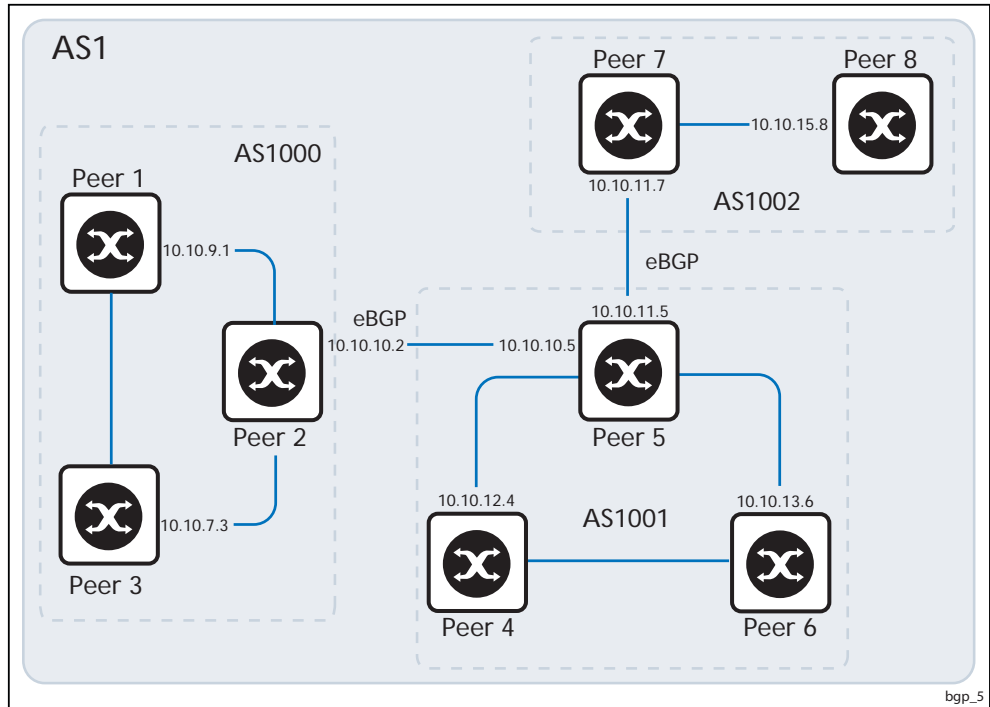 AS1
Peer 7
Peer 8
10.10.15.8
10.10.11.7
AS1002
AS1000
Peer 1
10.10.9.1
eBGP
10.10.11.5
eBGP
10.10.10.2
10.10.10.5
Peer 2
Peer 5
10.10.7.3
Peer 3
10.10.12.4
AS1001
10.10.13.6
Peer 4
Peer 6
bgp_5